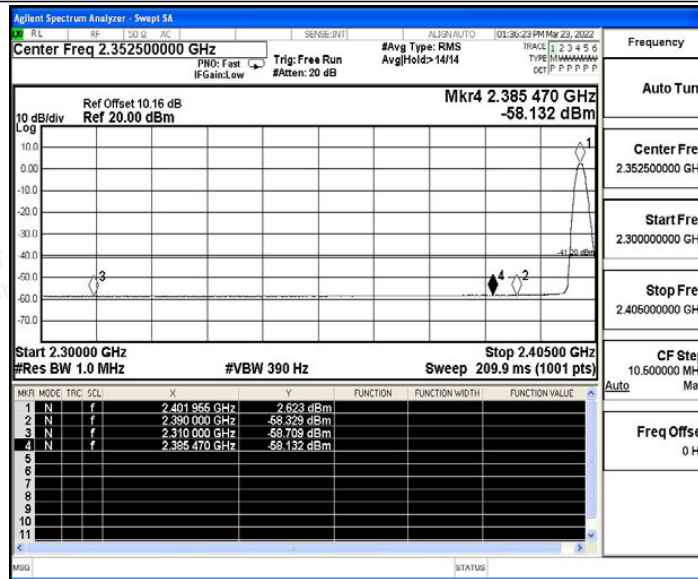 Agilent Spectrum Analyzer - Swept SA
RL RF 50 Ω AC SENSE:INT ALIGNAUTO 01:36:23 PM Mar 23, 2022
Center Freq 2.352500000 GHz
PNO: Fast
IFGain:Low
Trig: Free Run
#Atten: 20 dB
#Avg Type: RMS
Avg|Hold:> 14/14
TRACE 1 2 3 4 5 6
TYPE
DET P P P P P P
Mkr4 2.385 470 GHz
-58.132 dBm
Ref Offset 10.16 dB
10 dB/div Ref 20.00 dBm
Log
10.0
0.00
-10.0
-20.0
-30.0
-40.0
-50.0
-60.0
-70.0
1
-41.20 dBm
3
4
2
Start 2.30000 GHz Stop 2.40500 GHz
#Res BW 1.0 MHz #VBW 390 Hz Sweep 209.9 ms (1001 pts)
MKR MODE TRC SCL X Y FUNCTION FUNCTION WIDTH FUNCTION VALUE
1 N f 2.401 955 GHz 2.623 dBm
2 N f 2.390 000 GHz -58.329 dBm
3 N f 2.310 000 GHz -58.709 dBm
4 N f 2.385 470 GHz -58.132 dBm
5
6
7
8
9
10
11
MSG STATUS
Frequency
Auto Tun
Center Fre
2.352500000 GH
Start Fre
2.300000000 GH
Stop Fre
2.405000000 GH
CF Ste
10.500000 MH
Auto Ma
Freq Offse
0 H